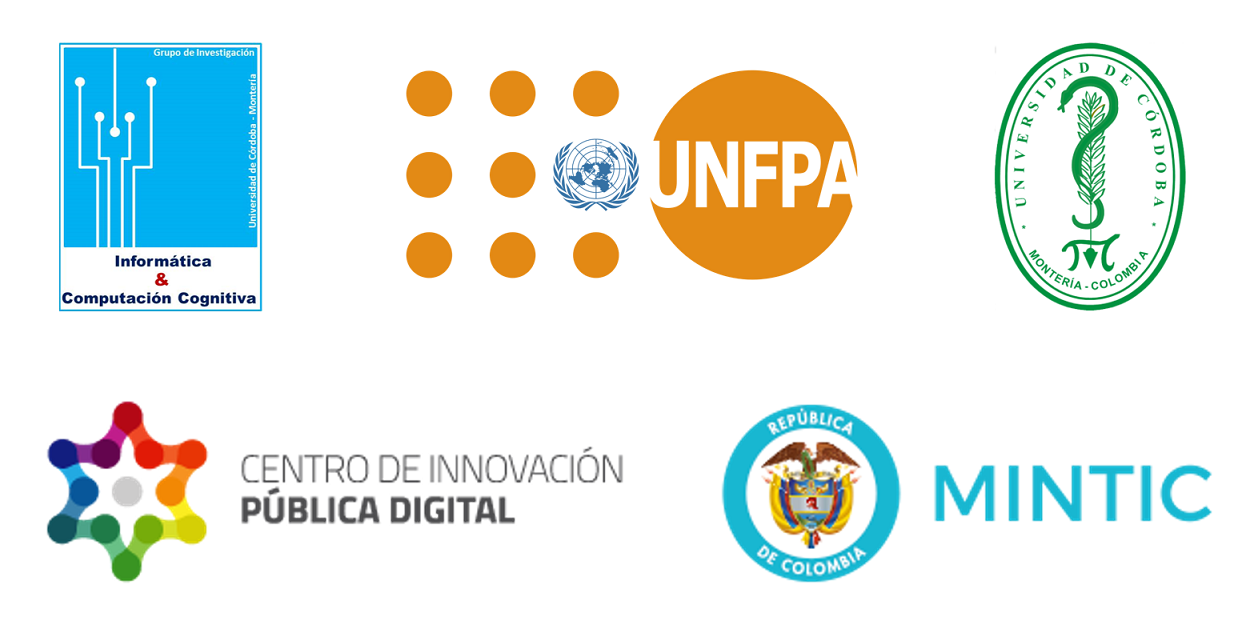 Grupo de Investigación
Universidad de Córdoba - Montería
Informática
&
Computación Cognitiva
UNFPA
UNIVERSIDAD DE CÓRDOBA
MONTERÍA - COLOMBIA
CENTRO DE INNOVACIÓN
PÚBLICA DIGITAL
REPÚBLICA
DE COLOMBIA
MINTIC